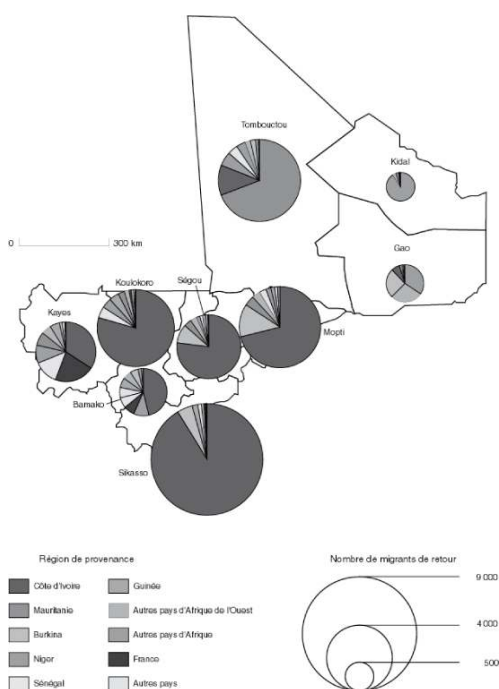 Tombouctou
Kidal
0 300 km
Gao
Ségou
Koulokoro
Kayes
Mopti
Bamako
Sikasso
Région de provenance
Côte d'Ivoire
Mauritanie
Burkina
Niger
Sénégal
Guinée
Autres pays d'Afrique de l'Ouest
Autres pays d'Afrique
France
Autres pays
Nombre de migrants de retour
9 000
4 000
500